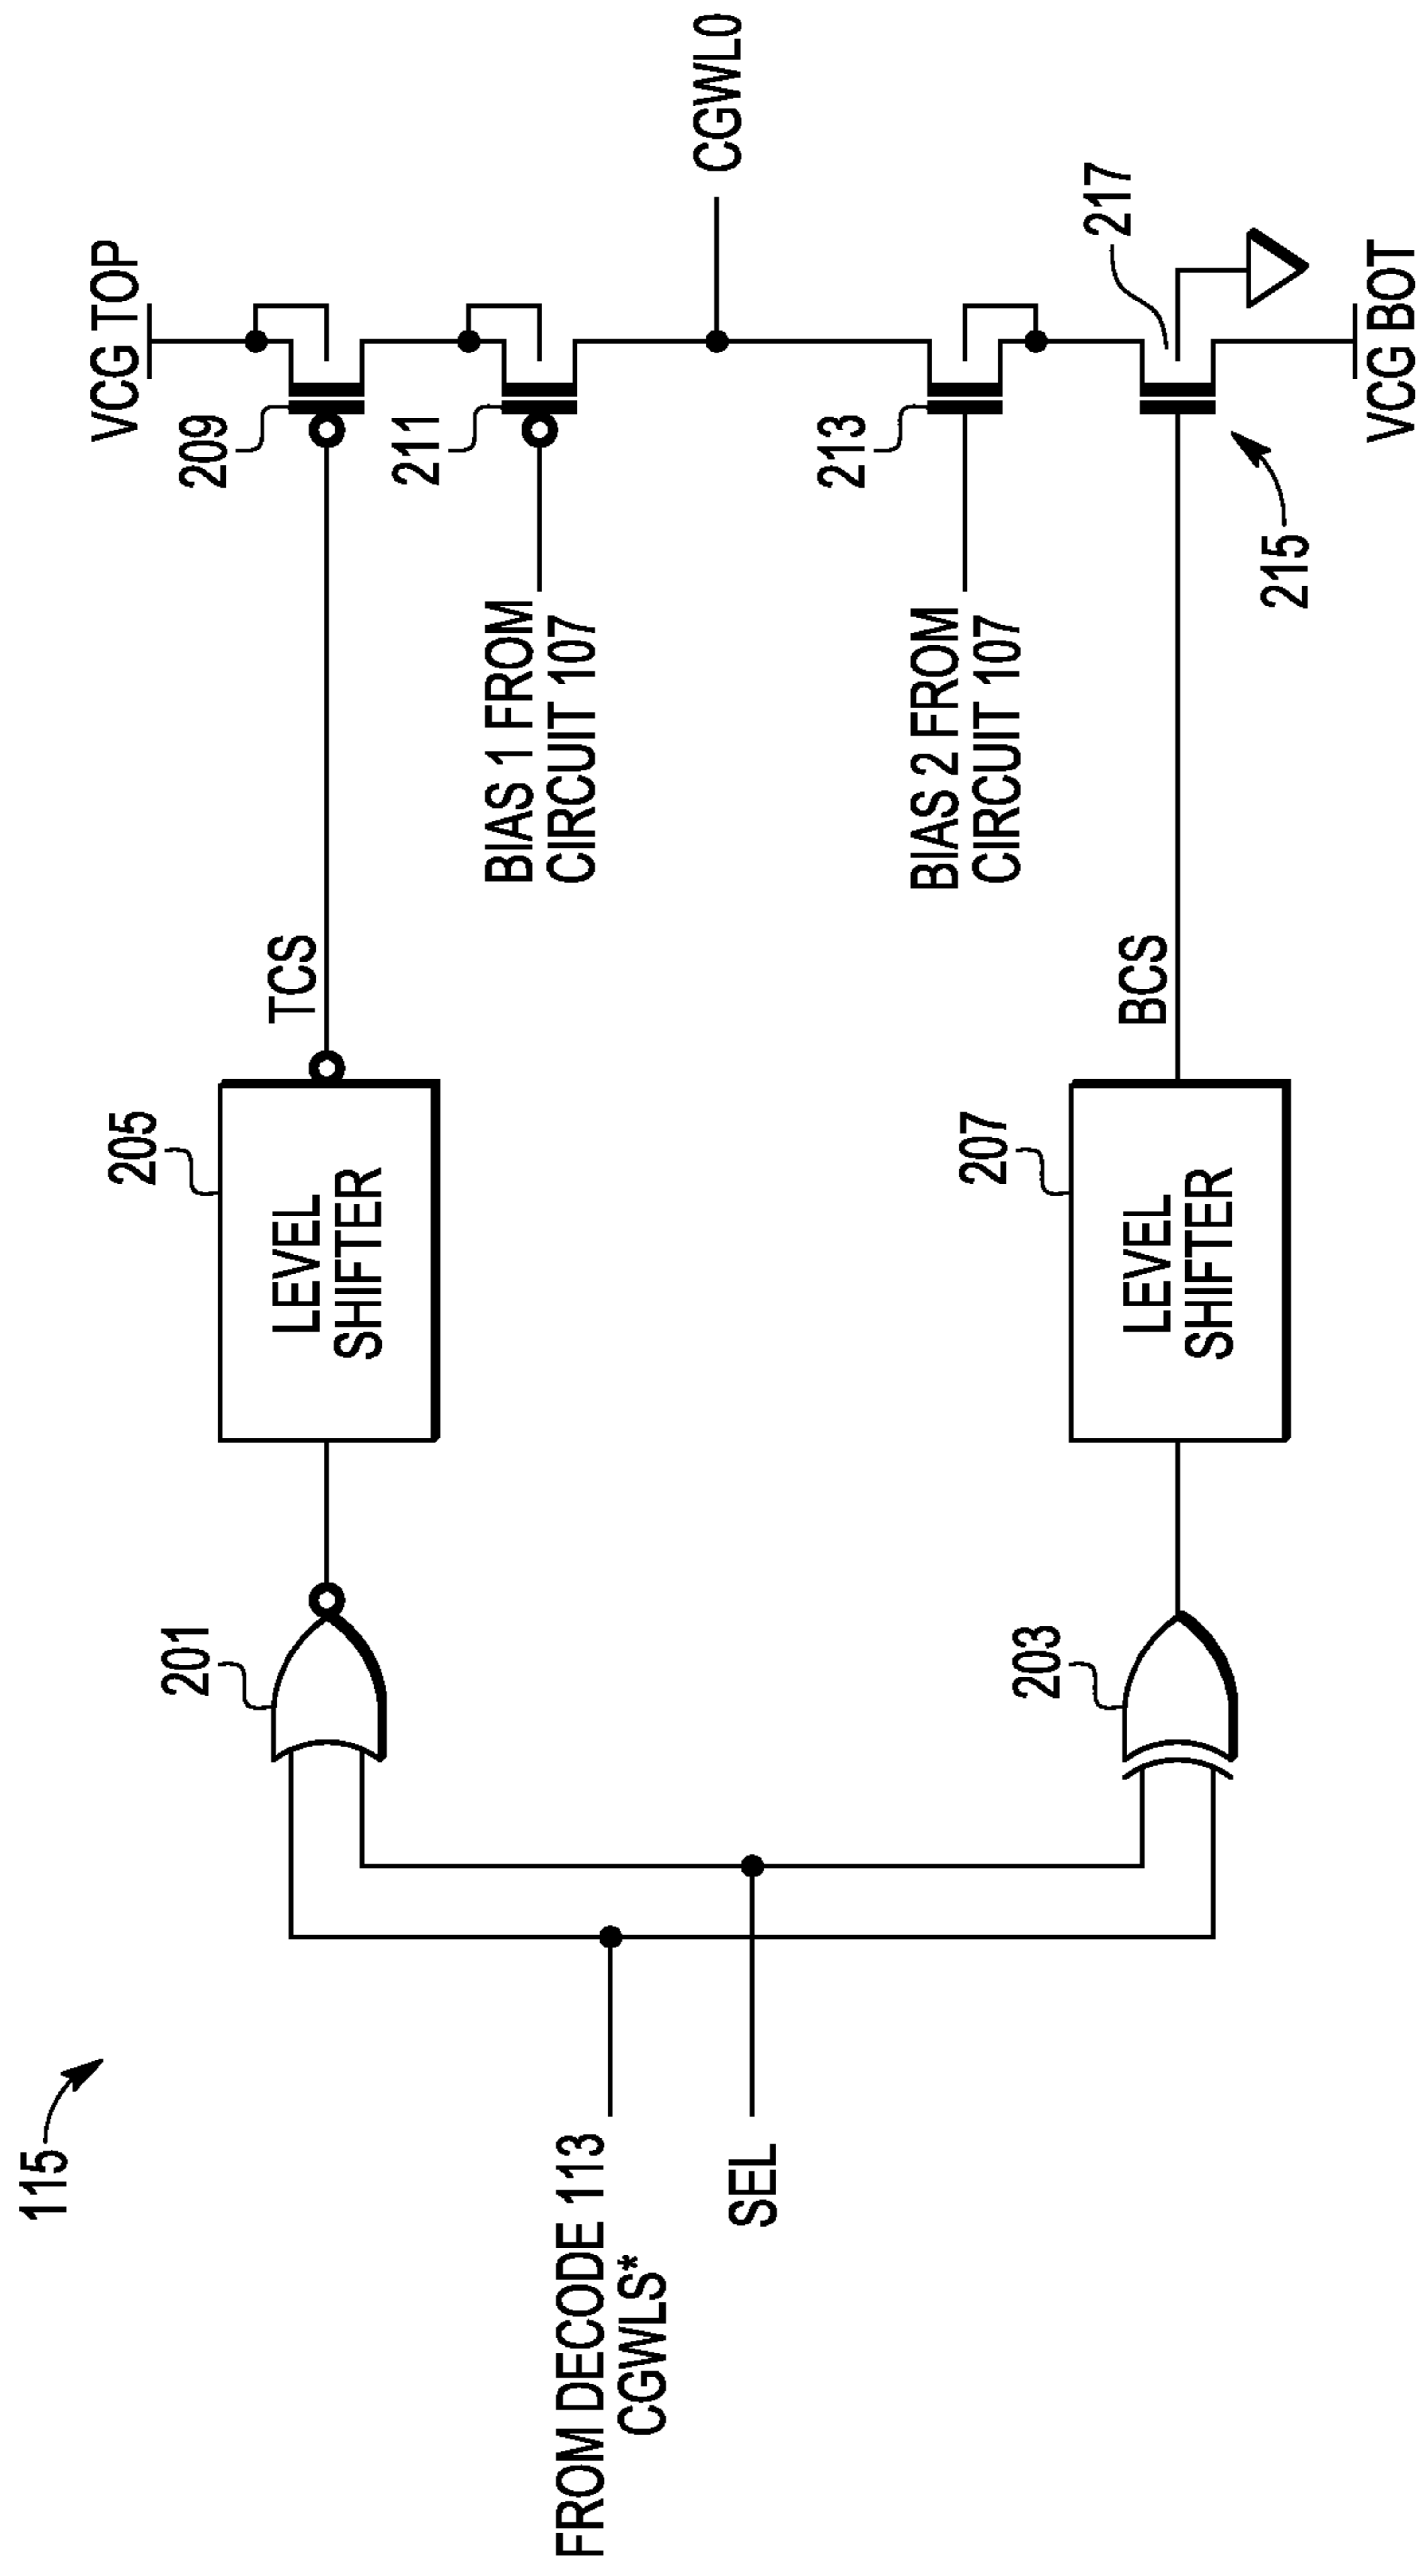 115
FROM DECODE 113
CGWLS*
SEL
201
203
205
LEVEL
SHIFTER
207
LEVEL
SHIFTER
TCS
BCS
BIAS 1 FROM
CIRCUIT 107
BIAS 2 FROM
CIRCUIT 107
VCG TOP
209
211
213
215
217
CGWL0
VCG BOT